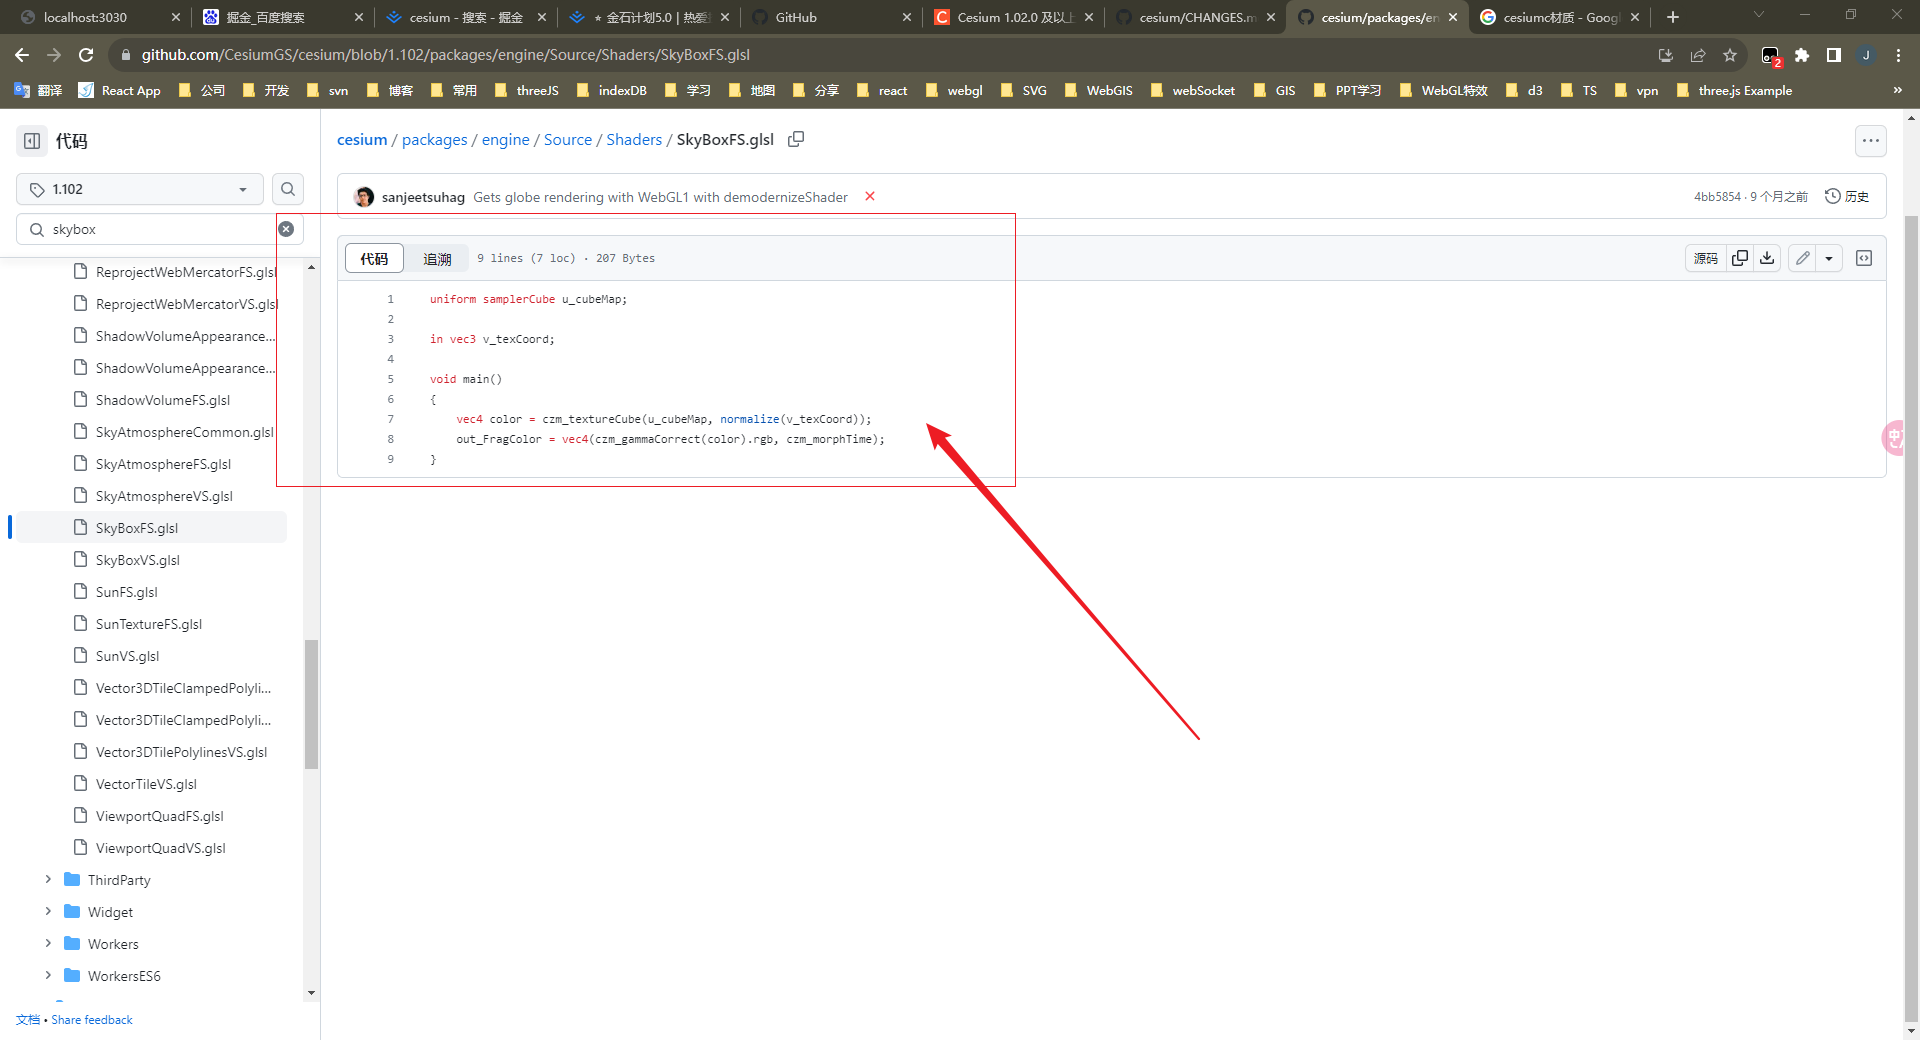 localhost:3030
掘金_百度搜索
cesium - 搜索 - 掘金
⭐ 金石计划5.0 | 热爱
GitHub
Cesium 1.02.0 及以上
cesium/CHANGES.m
cesium/packages/en
cesiumc材质 - Goog
github.com/CesiumGS/cesium/blob/1.102/packages/engine/Source/Shaders/SkyBoxFS.glsl
2
J
翻译 React App 公司 开发 svn 博客 常用 threeJS indexDB 学习 地图 分享 react webgl SVG WebGIS webSocket GIS PPT学习 WebGL特效 d3 TS vpn three.js Example »
代码
1.102
skybox
ReprojectWebMercatorFS.glsl
ReprojectWebMercatorVS.glsl
ShadowVolumeAppearance...
ShadowVolumeAppearance...
ShadowVolumeFS.glsl
SkyAtmosphereCommon.glsl
SkyAtmosphereFS.glsl
SkyAtmosphereVS.glsl
SkyBoxFS.glsl
SkyBoxVS.glsl
SunFS.glsl
SunTextureFS.glsl
SunVS.glsl
Vector3DTileClampedPolyli...
Vector3DTileClampedPolyli...
Vector3DTilePolylinesVS.glsl
VectorTileVS.glsl
ViewportQuadFS.glsl
ViewportQuadVS.glsl
ThirdParty
Widget
Workers
WorkersES6
文档 • Share feedback
cesium / packages / engine / Source / Shaders / SkyBoxFS.glsl
sanjeetsuhag Gets globe rendering with WebGL1 with demodernizeShader
4bb5854 · 9 个月之前 历史
代码 追溯 9 lines (7 loc) · 207 Bytes
源码
1 uniform samplerCube u_cubeMap;
2
3 in vec3 v_texCoord;
4
5 void main()
6 {
7 vec4 color = czm_textureCube(u_cubeMap, normalize(v_texCoord));
8 out_FragColor = vec4(czm_gammaCorrect(color).rgb, czm_morphTime);
9 }